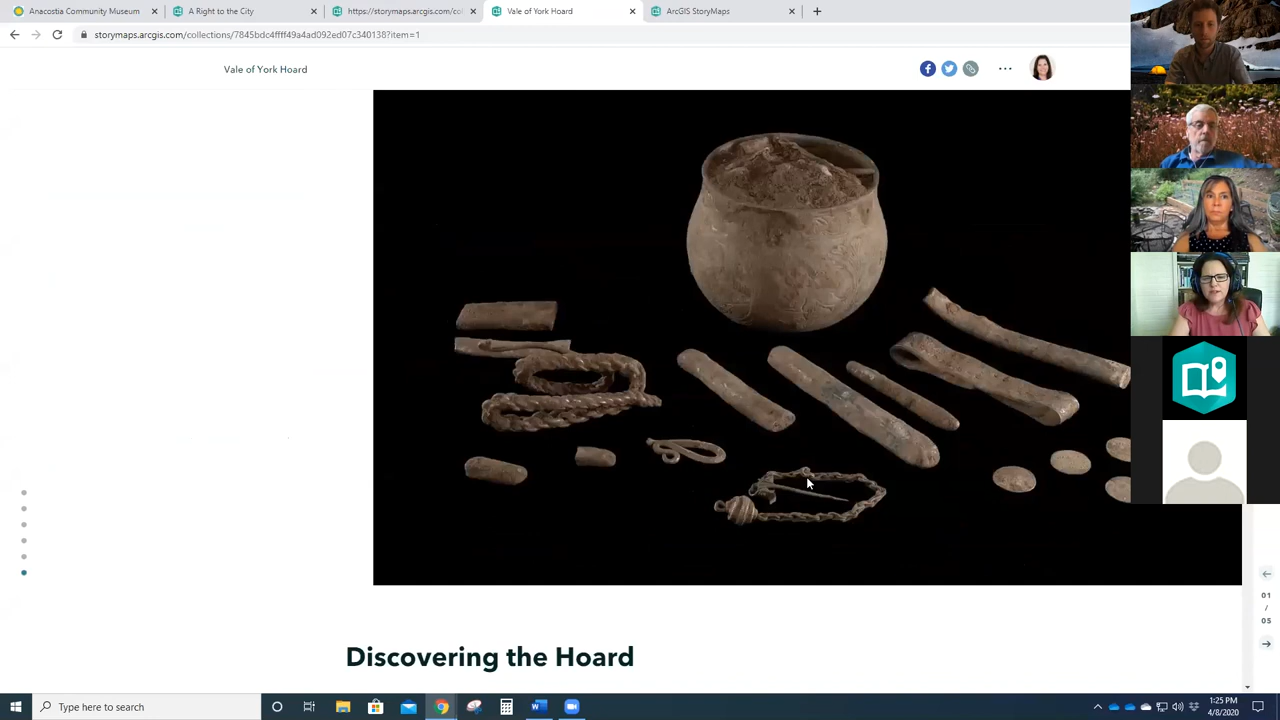 Anacostia Community Museum
A Right to the City
https://storymaps.arcgis.com/co
Vale of York Hoard
ArcGIS StoryMaps
storymaps.arcgis.com/collections/7845bdc4ffff49a4ad092ed07c340138?item=1
Vale of York Hoard
01
/
05
Discovering the Hoard
Type here to search
1:25 PM
4/8/2020